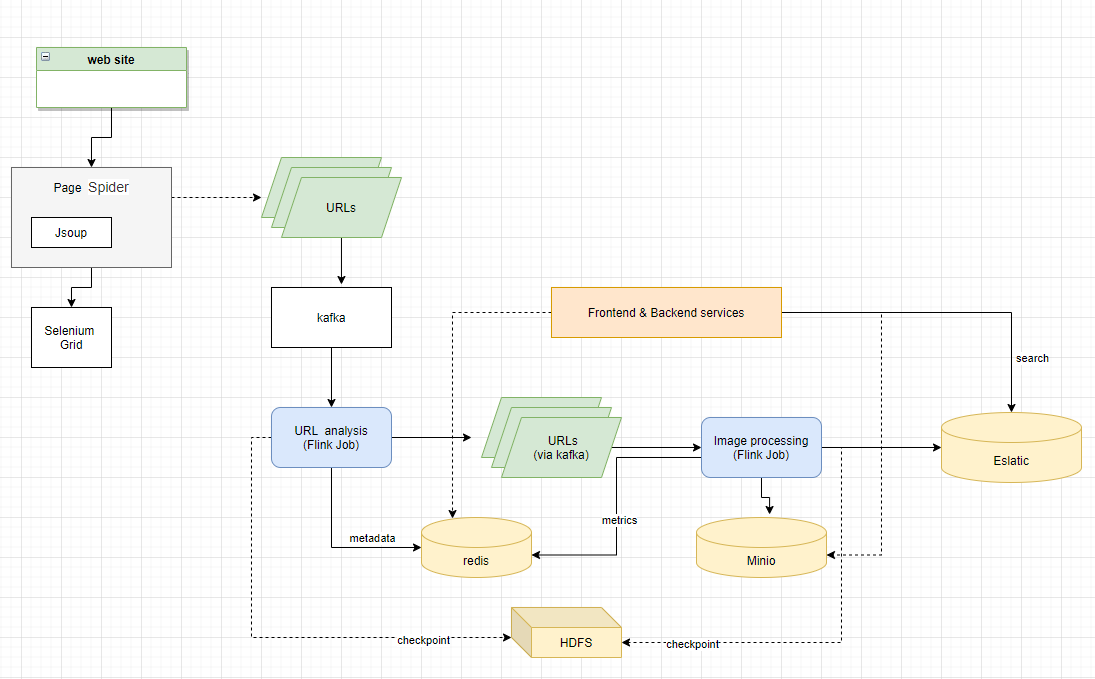 web site
Page Spider
Jsoup
Selenium
Grid
URLs
kafka
Frontend & Backend services
search
URL analysis
(Flink Job)
URLs
(via kafka)
Image processing
(Flink Job)
Eslatic
metrics
metadata
redis
Minio
checkpoint
HDFS
checkpoint